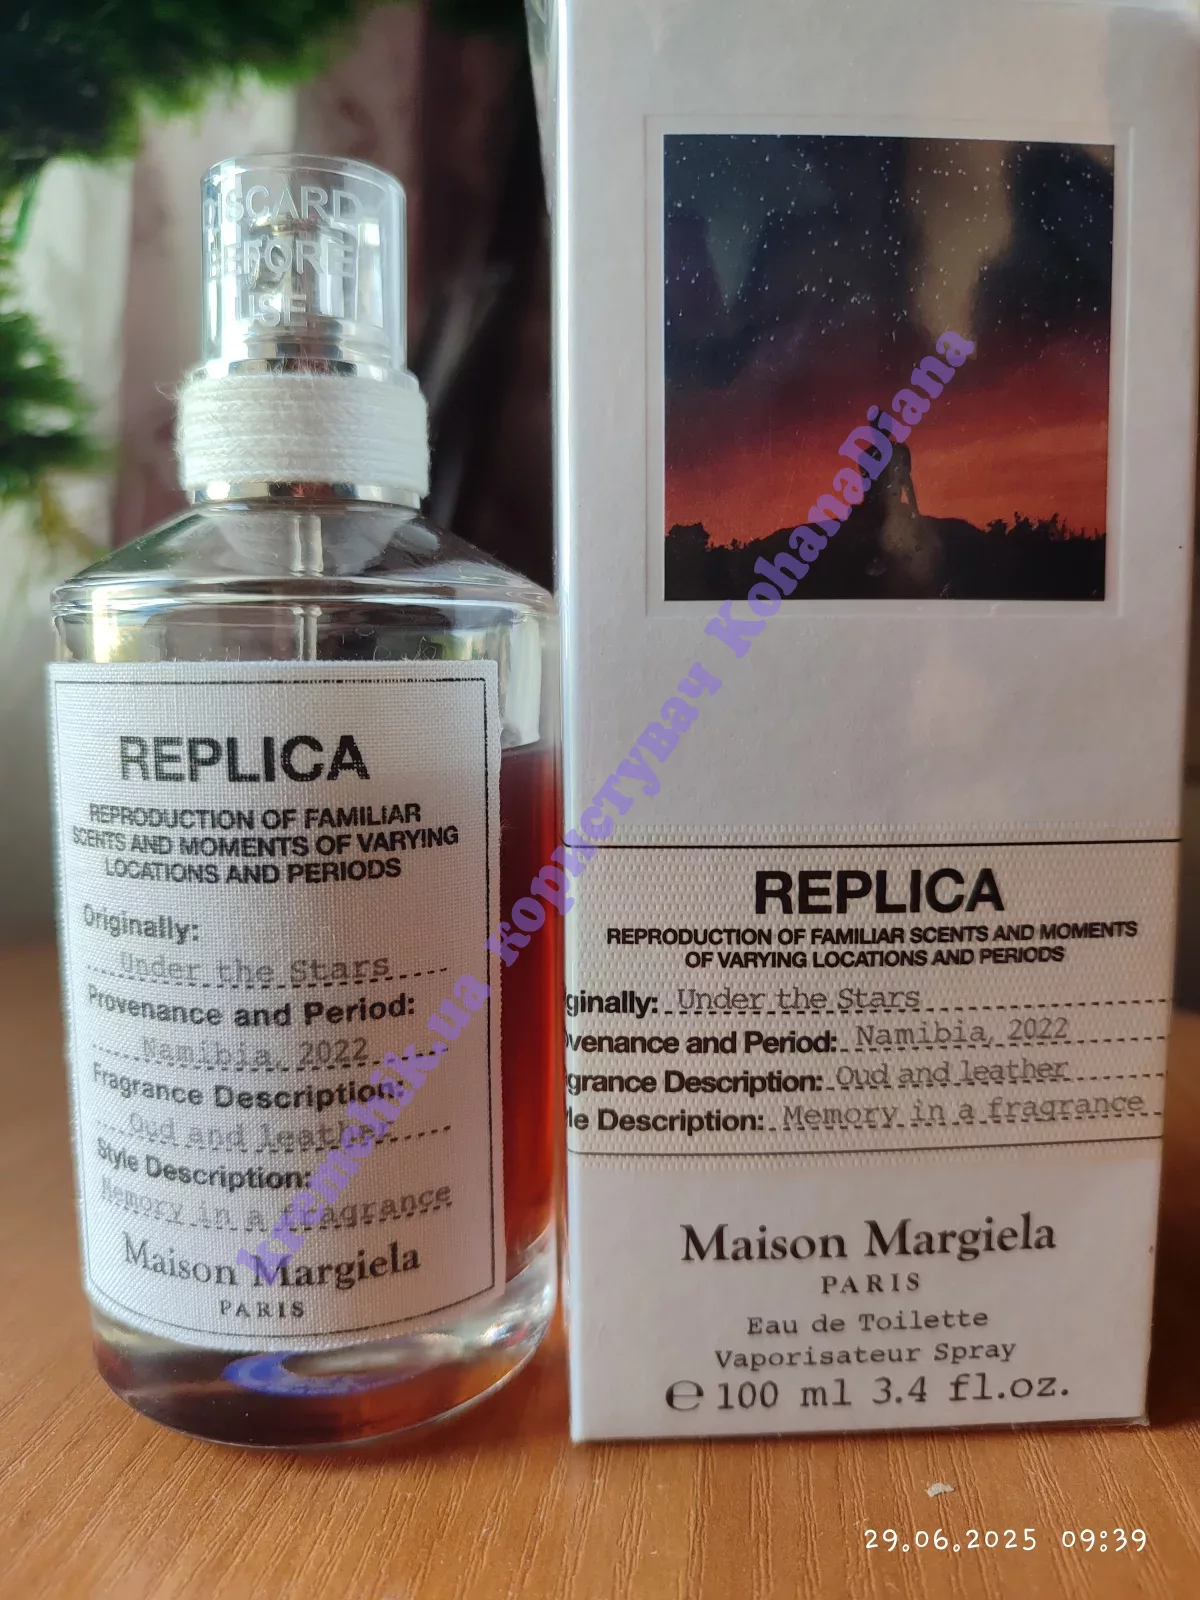 DISCARD
BEFORE
USE
REPLICA
REPRODUCTION OF FAMILIAR
SCENTS AND MOMENTS OF VARYING
LOCATIONS AND PERIODS
Originally:
Under the Stars
Provenance and Period:
Namibia, 2022
Fragrance Description:
Oud and leather
Style Description:
Memory in a fragrance
Maison Margiela
PARIS
REPLICA
REPRODUCTION OF FAMILIAR SCENTS AND MOMENTS
OF VARYING LOCATIONS AND PERIODS
ginally: Under the Stars
venance and Period: Namibia, 2022
grance Description: Oud and leather
le Description: Memory in a fragrance
Maison Margiela
PARIS
Eau de Toilette
Vaporisateur Spray
℮ 100 ml 3.4 fl.oz.
kremchik.ua Користувач KohanaDiana
29.06.2025 09:39